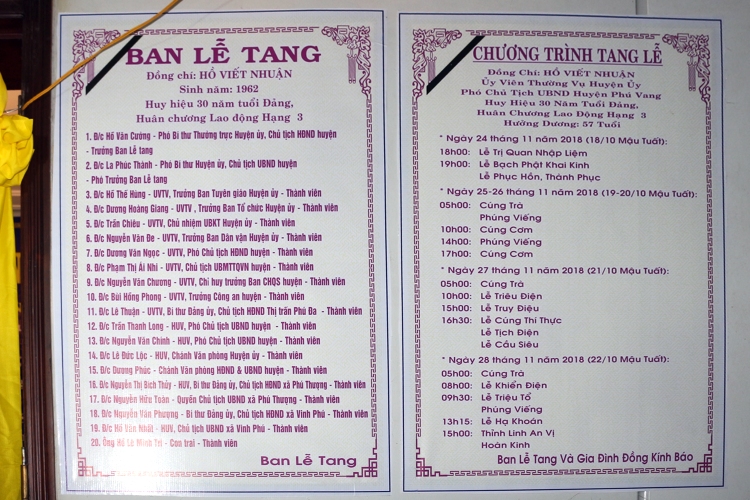 BAN LỄ TANG
Đồng chí: HỒ VIẾT NHUẬN
Sinh năm: 1962
Huy hiệu 30 năm tuổi Đảng,
Huân chương Lao động Hạng 3
1. Đ/c Hồ Văn Cương - Phó Bí thư Thường trực Huyện ủy, Chủ tịch HĐND huyện
- Trưởng Ban Lễ tang
2. Đ/c La Phúc Thành - Phó Bí thư Huyện ủy, Chủ tịch UBND huyện
- Phó Trưởng Ban Lễ tang
3. Đ/c Hồ Thế Hùng - UVTV, Trưởng Ban Tuyên giáo Huyện ủy - Thành viên
4. Đ/c Dương Hoàng Giang - UVTV , Trưởng Ban Tổ chức Huyện ủy - Thành viên
5. Đ/c Trần Chiêu - UVTV, Chủ nhiệm UBKT Huyện ủy - Thành viên
6. Đ/c Nguyễn Văn Đe - UVTV, Trưởng Ban Dân vận Huyện ủy - Thành viên
7. Đ/c Dương Văn Ngọc - UVTV, Phó Chủ tịch HĐND huyện - Thành viên
8. Đ/c Phạm Thị Ái Nhi - UVTV, Chủ tịch UBMTTQVN huyện - Thành viên
9. Đ/c Nguyễn Văn Chương - UVTV, Chỉ huy trưởng Ban CHQS huyện - Thành viên
10. Đ/c Bùi Hồng Phong - UVTV, Trưởng Công an huyện - Thành viên
11. Đ/c Lê Thuận - UVTV, Bí thư Đảng ủy, Chủ tịch HĐND Thị trấn Phú Đa - Thành viên
12. Đ/c Trần Thanh Long - HUV, Phó Chủ tịch UBND huyện - Thành viên
13. Đ/c Nguyễn Văn Chính - HUV, Phó Chủ tịch UBND huyện - Thành viên
14. Đ/c Lê Đức Lộc - HUV, Chánh Văn phòng Huyện ủy - Thành viên
15. Đ/c Dương Phúc - Chánh Văn phòng HĐND & UBND huyện - Thành viên
16. Đ/c Nguyễn Thị Bích Thủy - HUV, Bí thư Đảng ủy, Chủ tịch HĐND xã Phú Thượng - Thành viên
17. Đ/c Nguyễn Hữu Toàn - Quyền Chủ tịch UBND xã Phú Thượng - Thành viên
18. Đ/c Nguyễn Văn Phượng - Bí thư Đảng ủy, Chủ tịch HĐND xã Vinh Phú - Thành viên
19. Đ/c Hồ Văn Nhất - HUV, Chủ tịch UBND xã Vinh Phú - Thành viên
20. Ông Hồ Lê Minh Trí - Con trai - Thành viên
Ban Lễ Tang
CHƯƠNG TRÌNH TANG LỄ
Đồng Chí: HỒ VIẾT NHUẬN
Ủy Viên Thường Vụ Huyện Ủy
Phó Chủ Tịch UBND Huyện Phú Vang
Huy Hiệu 30 Năm Tuổi Đảng,
Huân Chương Lao Động Hạng 3
Hưởng Dương: 57 Tuổi
* Ngày 24 tháng 11 năm 2018 (18/10 Mậu Tuất):
18h00: Lễ Trị Quan Nhập Liệm
19h00: Lễ Bạch Phật Khai Kinh
Lễ Phục Hồn, Thành Phục
* Ngày 25-26 tháng 11 năm 2018 (19-20/10 Mậu Tuất):
05h00: Cúng Trà
Phúng Viếng
10h00: Cúng Cơm
14h00: Phúng Viếng
17h00: Cúng Cơm
* Ngày 27 tháng 11 năm 2018 (21/10 Mậu Tuất):
05h00: Cúng Trà
10h00: Lễ Triêu Điện
15h00: Lễ Truy Điệu
16h30: Lễ Cúng Thí Thực
Lễ Tịch Điện
Lễ Cầu Siêu
* Ngày 28 tháng 11 năm 2018 (22/10 Mậu Tuất):
05h00: Cúng Trà
08h00: Lễ Khiển Điện
09h30: Lễ Triệu Tổ
Phúng Viếng
13h15: Lễ Hạ Khoán
15h00: Thỉnh Linh An Vị
Hoàn Kinh
Ban Lễ Tang Và Gia Đình Đồng Kính Báo